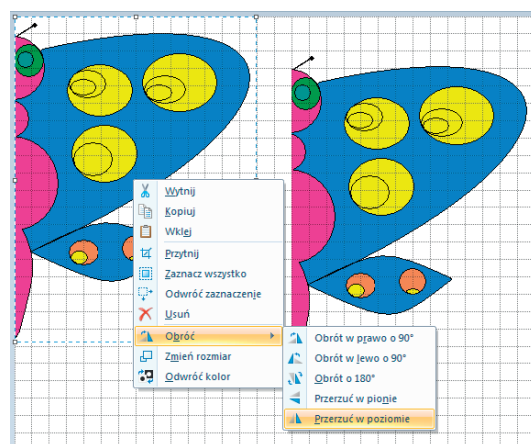 Wytnij
Kopiuj
Wklej
Przytnij
Zaznacz wszystko
Odwróć zaznaczenie
Usuń
Obróć
Zmień rozmiar
Odwróć kolor
Obrót w prawo o 90°
Obrót w lewo o 90°
Obrót o 180°
Przerzuć w pionie
Przerzuć w poziomie